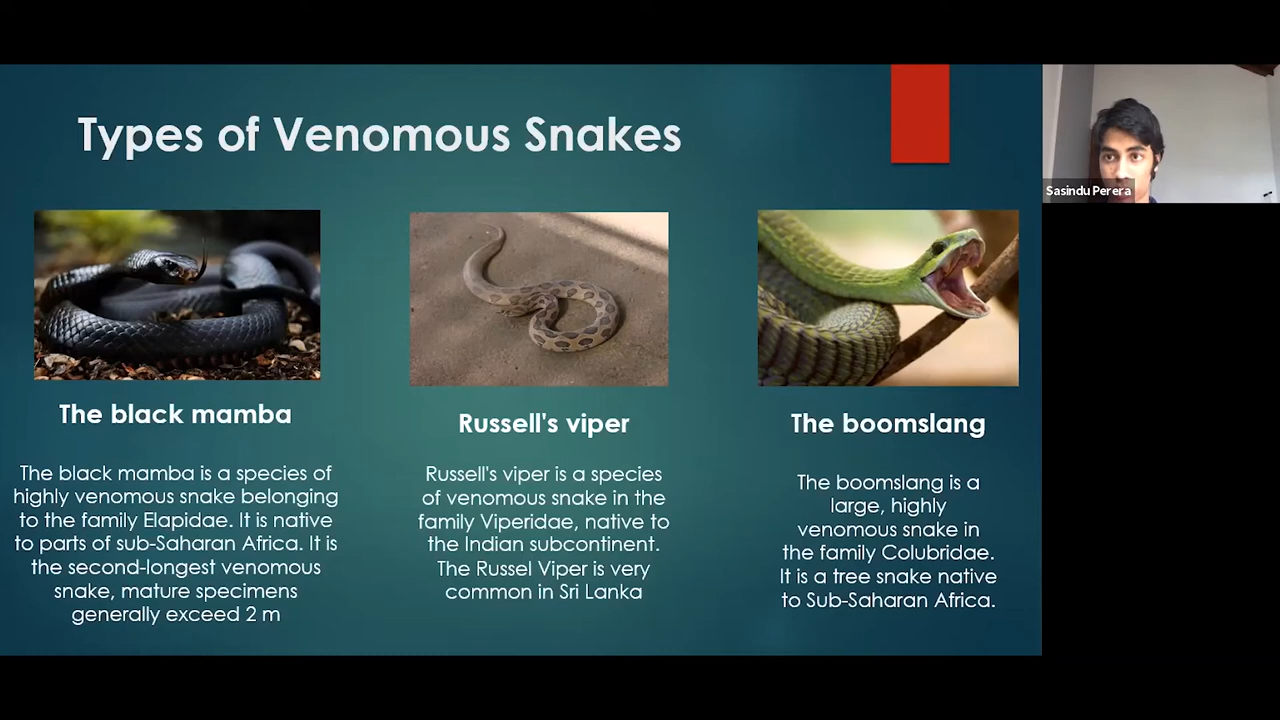 Types of Venomous Snakes
Sasindu Perera
The black mamba
The black mamba is a species of
highly venomous snake belonging
to the family Elapidae. It is native
to parts of sub-Saharan Africa. It is
the second-longest venomous
snake, mature specimens
generally exceed 2 m
Russell's viper
Russell's viper is a species
of venomous snake in the
family Viperidae, native to
the Indian subcontinent.
The Russel Viper is very
common in Sri Lanka
The boomslang
The boomslang is a
large, highly
venomous snake in
the family Colubridae.
It is a tree snake native
to Sub-Saharan Africa.